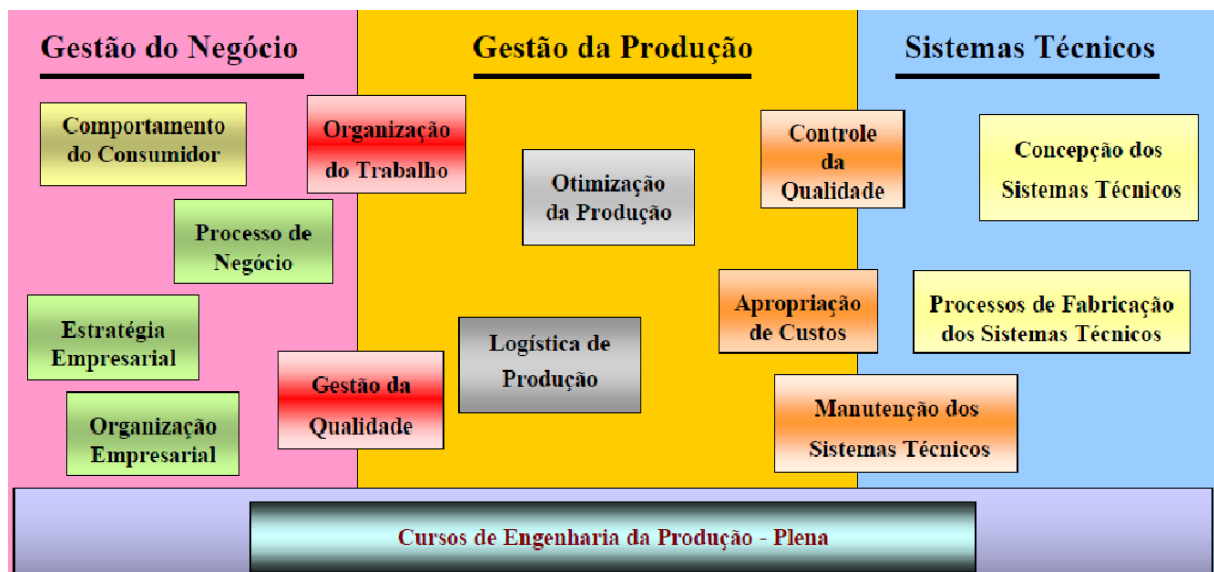 Gestão do Negócio
Gestão da Produção
Sistemas Técnicos
Comportamento
do Consumidor
Organização
do Trabalho
Otimização
da Produção
Controle
da
Qualidade
Concepção dos
Sistemas Técnicos
Processo de
Negócio
Estratégia
Empresarial
Gestão da
Qualidade
Logística de
Produção
Apropriação
de Custos
Processos de Fabricação
dos Sistemas Técnicos
Organização
Empresarial
Manutenção dos
Sistemas Técnicos
Cursos de Engenharia da Produção - Plena